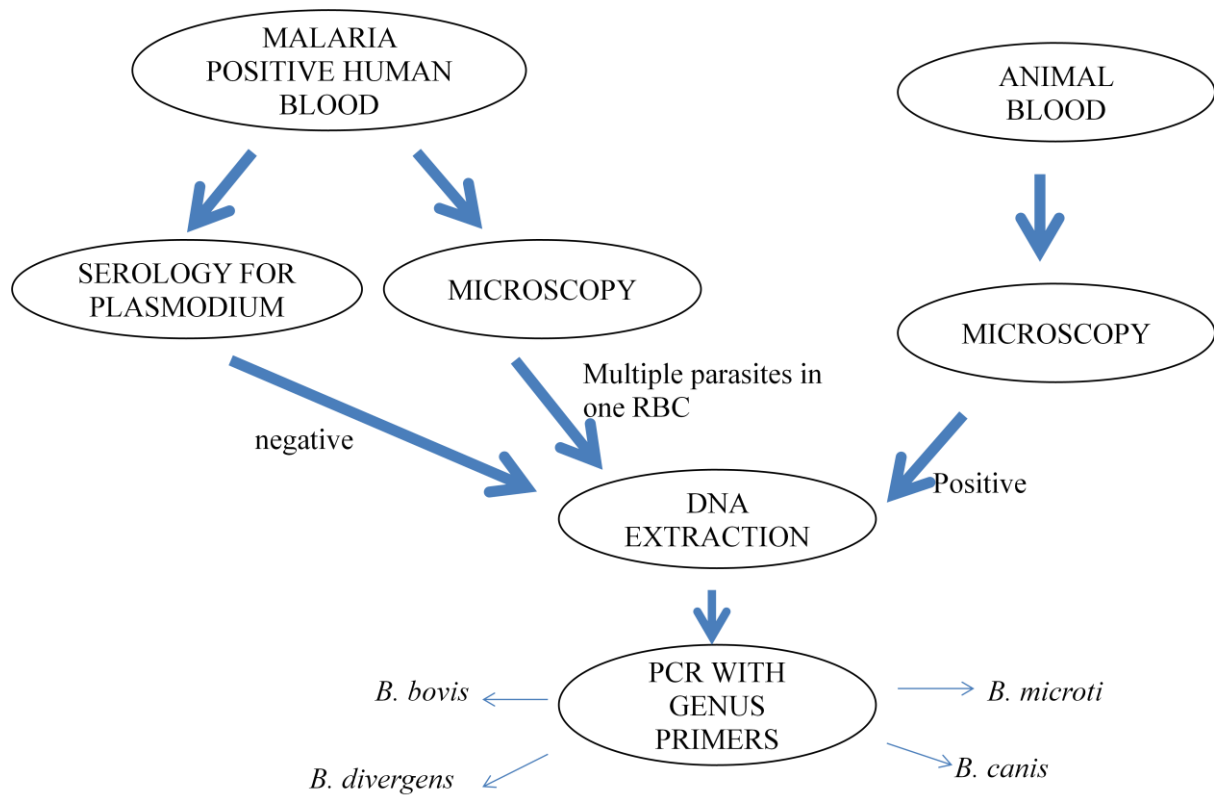 MALARIA
POSITIVE HUMAN
BLOOD
ANIMAL
BLOOD
SEROLOGY FOR
PLASMODIUM
MICROSCOPY
MICROSCOPY
Multiple parasites in
one RBC
negative
Positive
DNA
EXTRACTION
PCR WITH
GENUS
PRIMERS
B. bovis
B. microti
B. divergens
B. canis